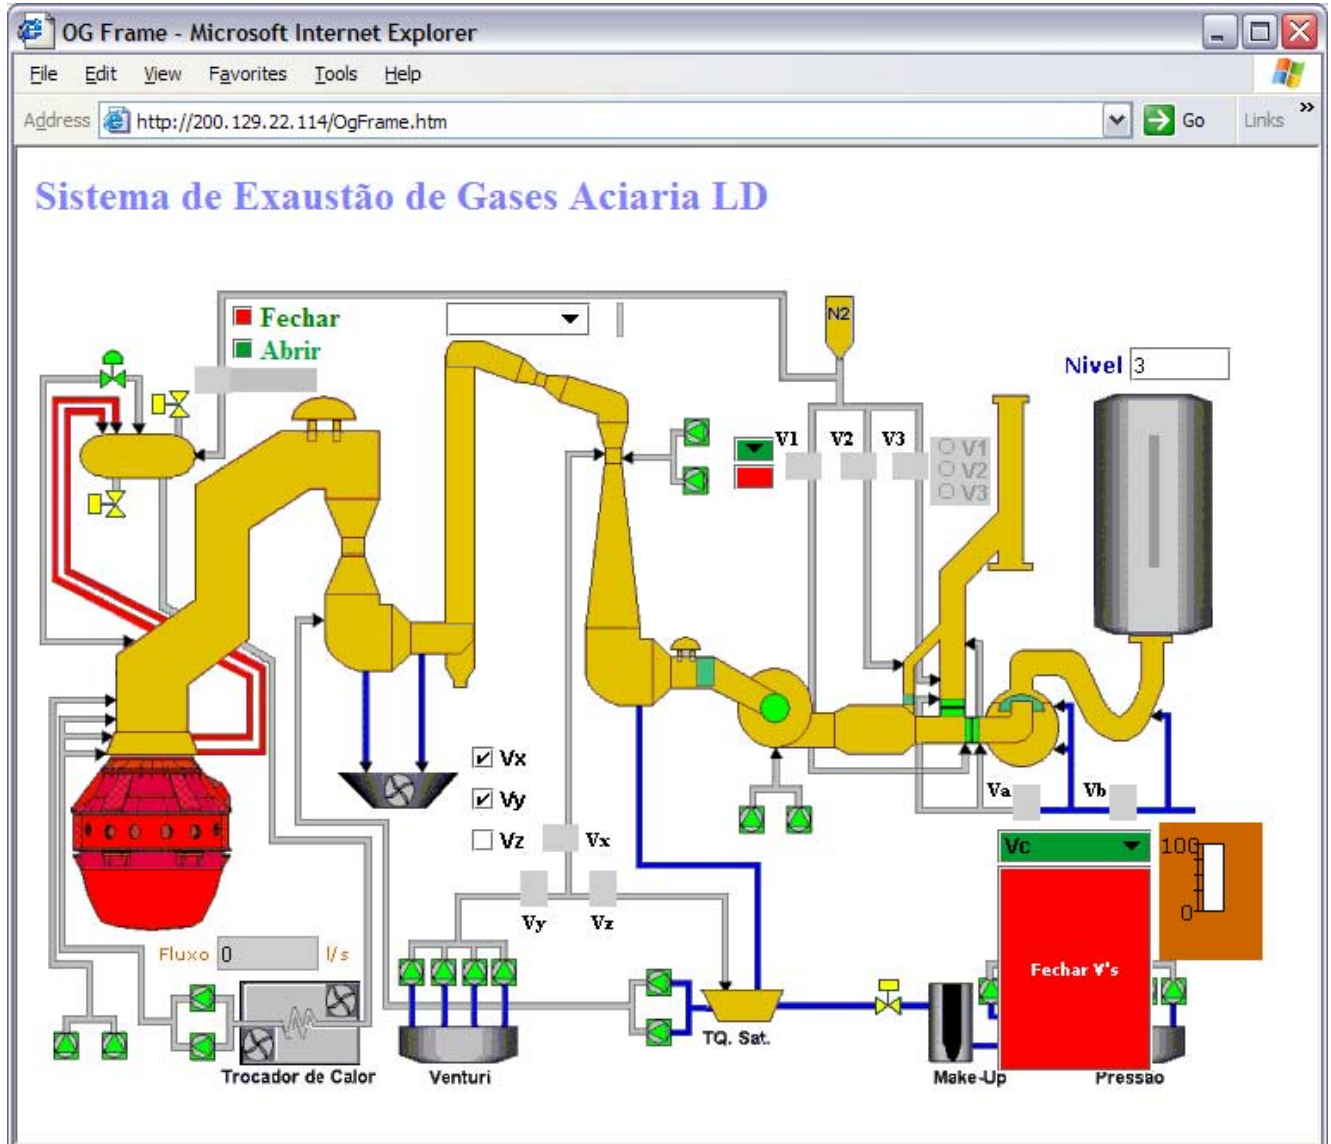 OG Frame - Microsoft Internet Explorer
File Edit View Favorites Tools Help
Address http://200.129.22.114/OgFrame.htm Go Links »
Sistema de Exaustão de Gases Aciaria LD
Fechar
Abrir
N2
Nivel 3
V1 V2 V3
V1
V2
V3
Vx
Vy
Vz
Vx
Vy Vz
Va Vb
Vc
100
0
Fechar V's
Fluxo 0 l/s
TQ. Sat.
Trocador de Calor
Venturi
Make-Up
Pressão